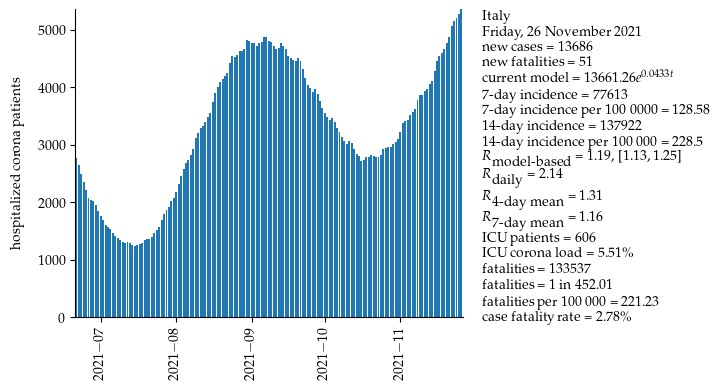 hospitalized corona patients
5000
4000
3000
2000
1000
0
2021−07
2021−08
2021−09
2021−10
2021−11
Italy
Friday, 26 November 2021
new cases = 13686
new fatalities = 51
current model = 13661.26e^0.0433t
7-day incidence = 77613
7-day incidence per 100 0000 = 128.58
14-day incidence = 137922
14-day incidence per 100 000 = 228.5
R model-based = 1.19, [1.13, 1.25]
R daily = 2.14
R 4-day mean = 1.31
R 7-day mean = 1.16
ICU patients = 606
ICU corona load = 5.51%
fatalities = 133537
fatalities = 1 in 452.01
fatalities per 100 000 = 221.23
case fatality rate = 2.78%